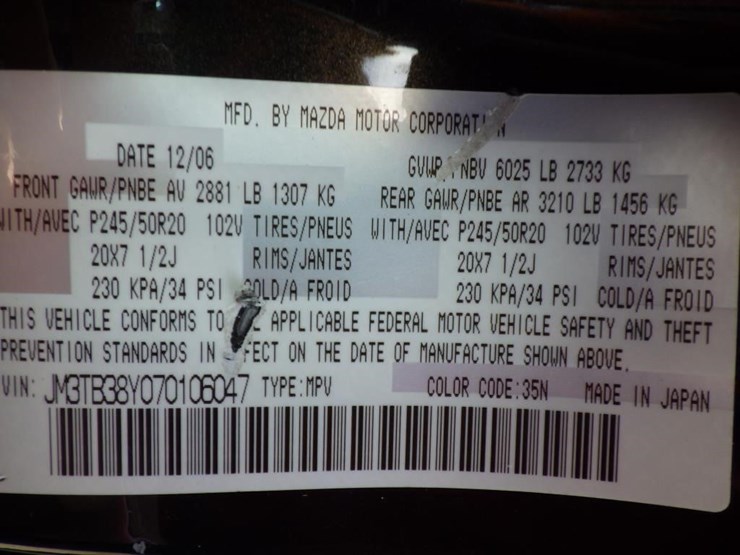 MFD. BY MAZDA MOTOR
DATE 12/06
GVWR/PNBV 6025 LB 2733 KG
FRONT GAWR/PNBE AV 2881 LB 1307 KG REAR GAWR/PNBE AR 3210 LB 1456 KG
WITH/AVEC P245/50R20 102V TIRES/PNEUS WITH/AVEC P245/50R20 102V TIRES/PNEUS
20X7 1/2J RIMS/JANTES 20X7 1/2J RIMS/JANTES
230 KPA/34 PSI COLD/A FROID 230 KPA/34 PSI COLD/A FROID
THIS VEHICLE CONFORMS TO APPLICABLE FEDERAL MOTOR VEHICLE SAFETY AND THEFT
PREVENTION STANDARDS IN ON THE DATE OF MANUFACTURE SHOWN ABOVE.
VIN: JM3TB38Y070106047 TYPE:MPV COLOR CODE:35N MADE IN JAPAN